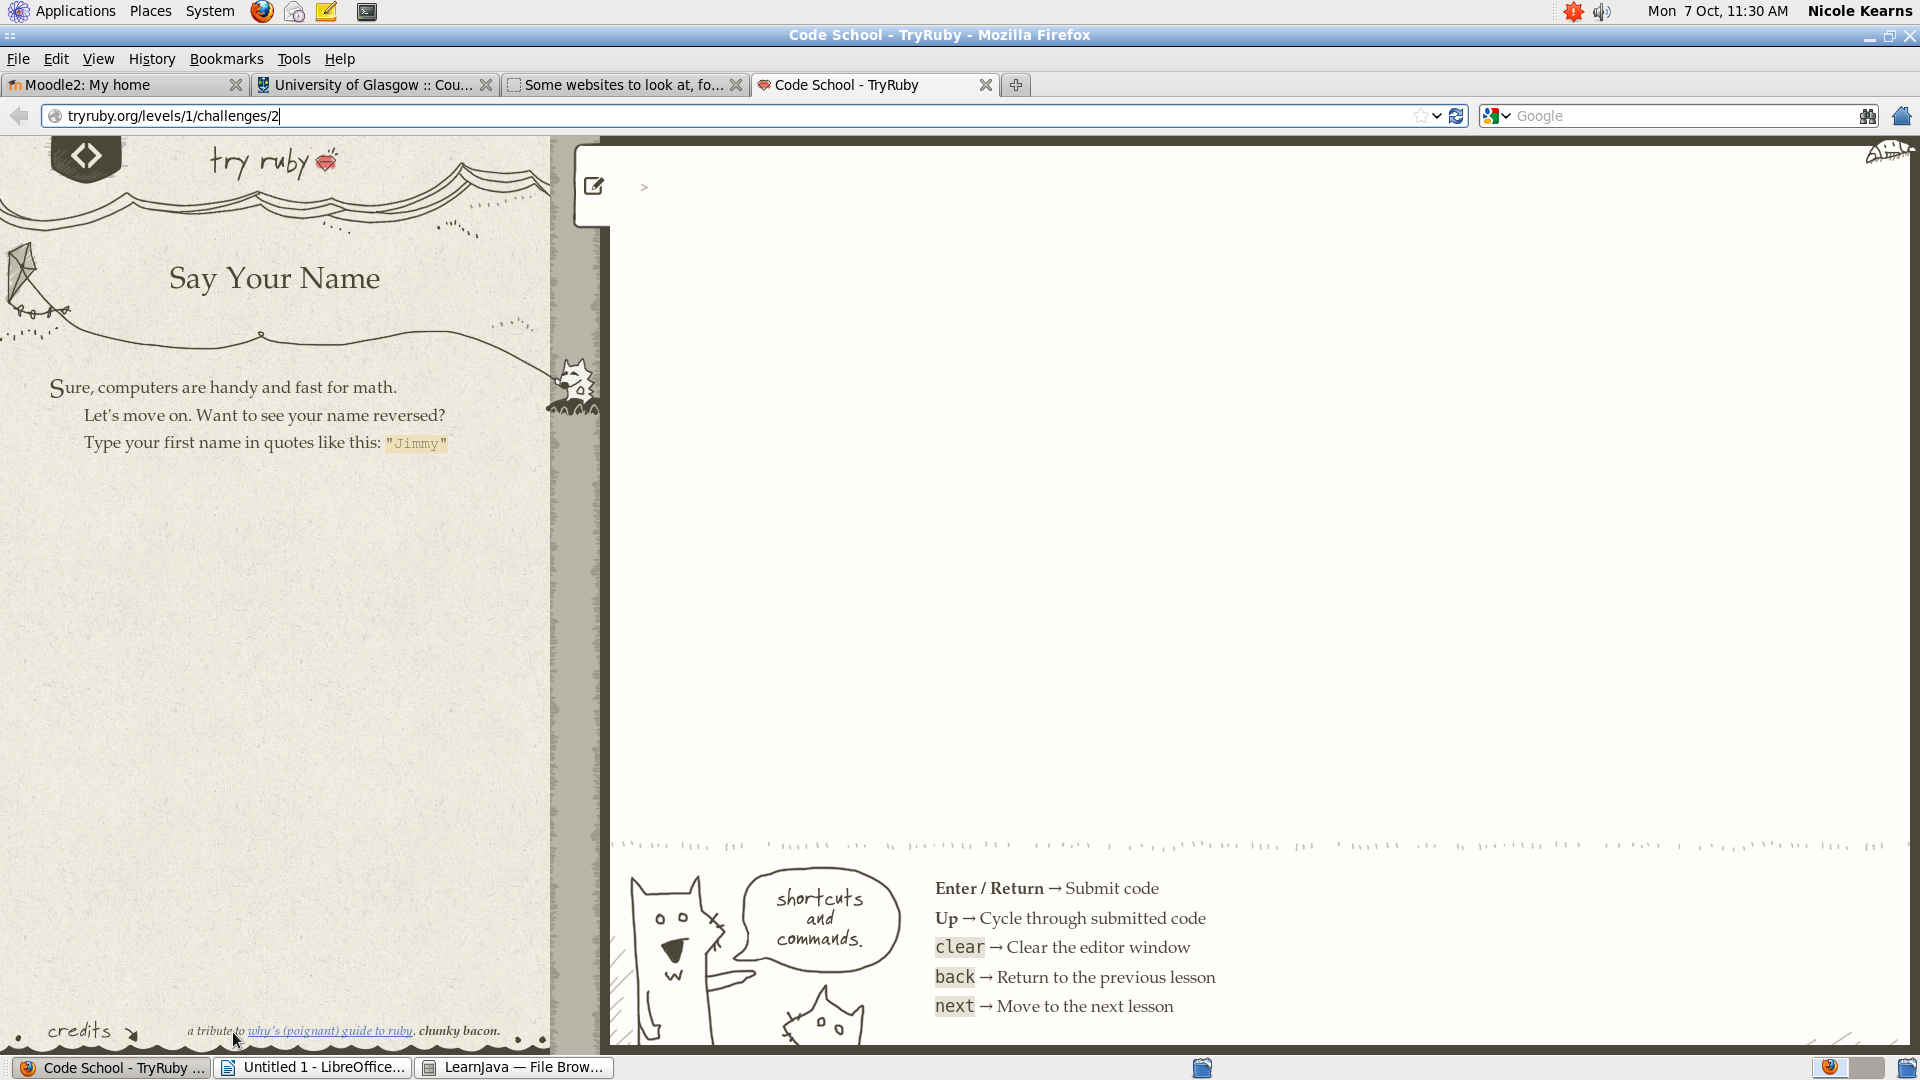 Applications Places System
Mon 7 Oct, 11:30 AM Nicole Kearns
Code School - TryRuby - Mozilla Firefox
File Edit View History Bookmarks Tools Help
Moodle2: My home
University of Glasgow :: Cou...
Some websites to look at, fo...
Code School - TryRuby
tryruby.org/levels/1/challenges/2
Google
try ruby
>
Say Your Name
Sure, computers are handy and fast for math.
Let's move on. Want to see your name reversed?
Type your first name in quotes like this: "Jimmy"
shortcuts
and
commands.
Enter / Return → Submit code
Up → Cycle through submitted code
clear → Clear the editor window
back → Return to the previous lesson
next → Move to the next lesson
credits
a tribute to why's (poignant) guide to ruby. chunky bacon.
Code School - TryRuby ...
Untitled 1 - LibreOffice...
LearnJava — File Brow...